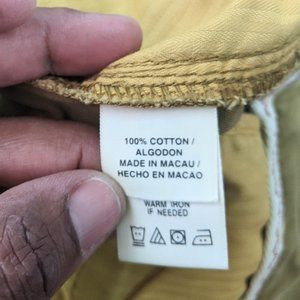 100% COTTON /
ALGODON
MADE IN MACAU /
HECHO EN MACAO
WARM IRON
IF NEEDED